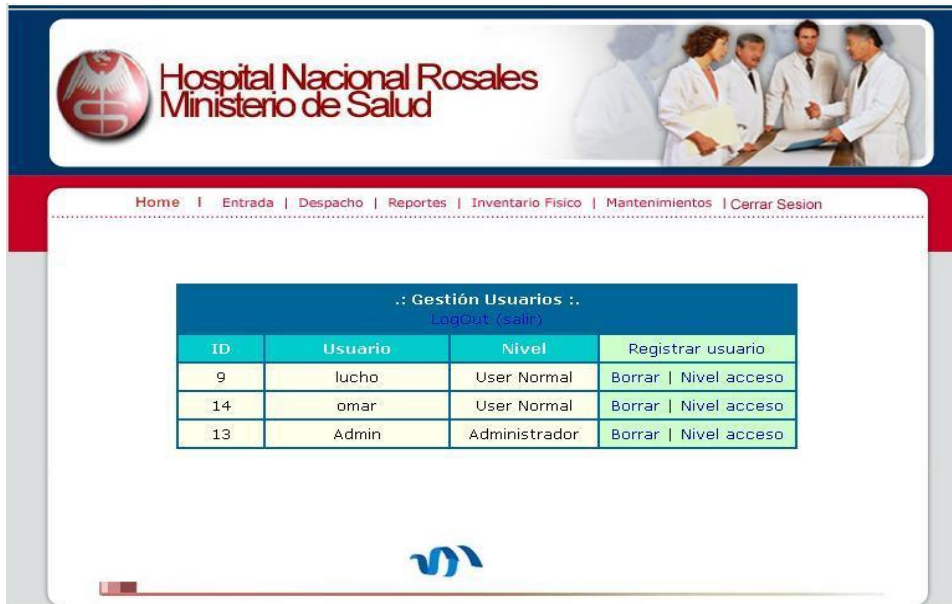 Hospital Nacional Rosales
Ministerio de Salud
Home | Entrada | Despacho | Reportes | Inventario Fisico | Mantenimientos | Cerrar Sesion
.: Gestión Usuarios :.
LogOut (salir)
ID Usuario Nivel Registrar usuario
9 lucho User Normal Borrar | Nivel acceso
14 omar User Normal Borrar | Nivel acceso
13 Admin Administrador Borrar | Nivel acceso